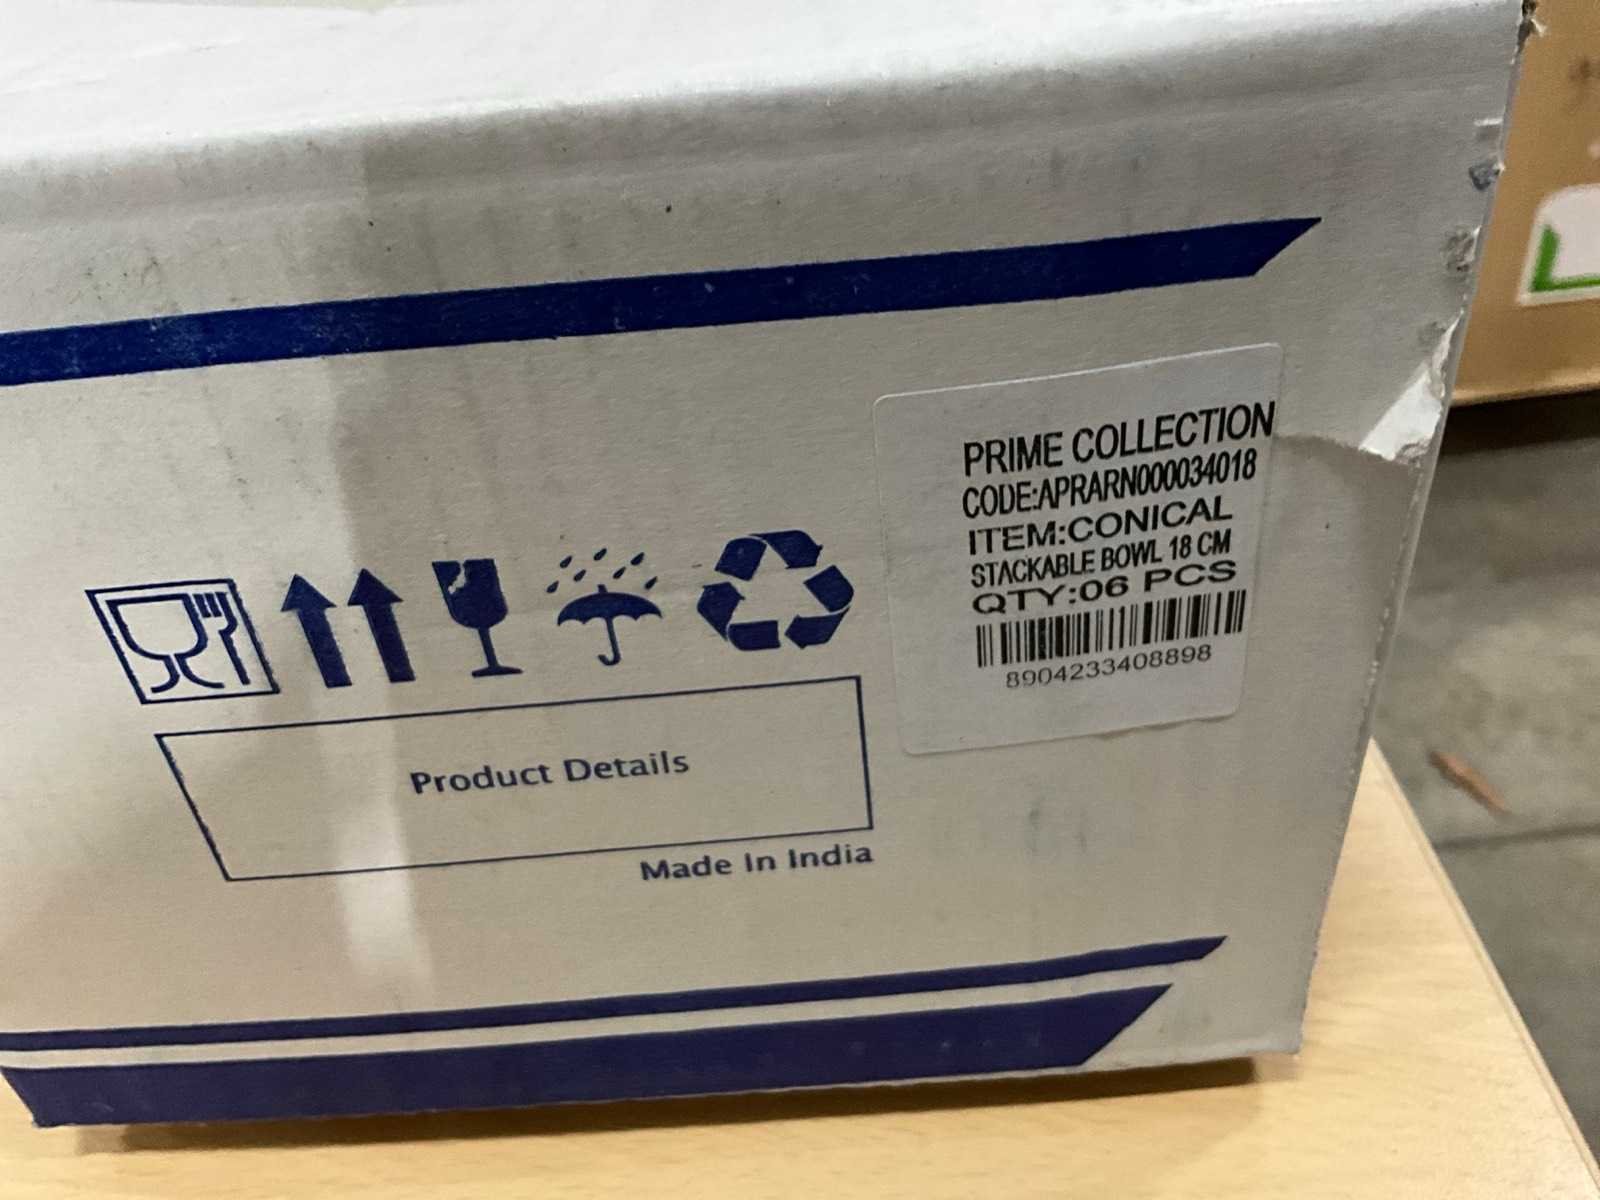 PRIME COLLECTION
CODE:APRARN000034018
ITEM:CONICAL
STACKABLE BOWL 18 CM
QTY:06 PCS
8904233408898
Product Details
Made In India